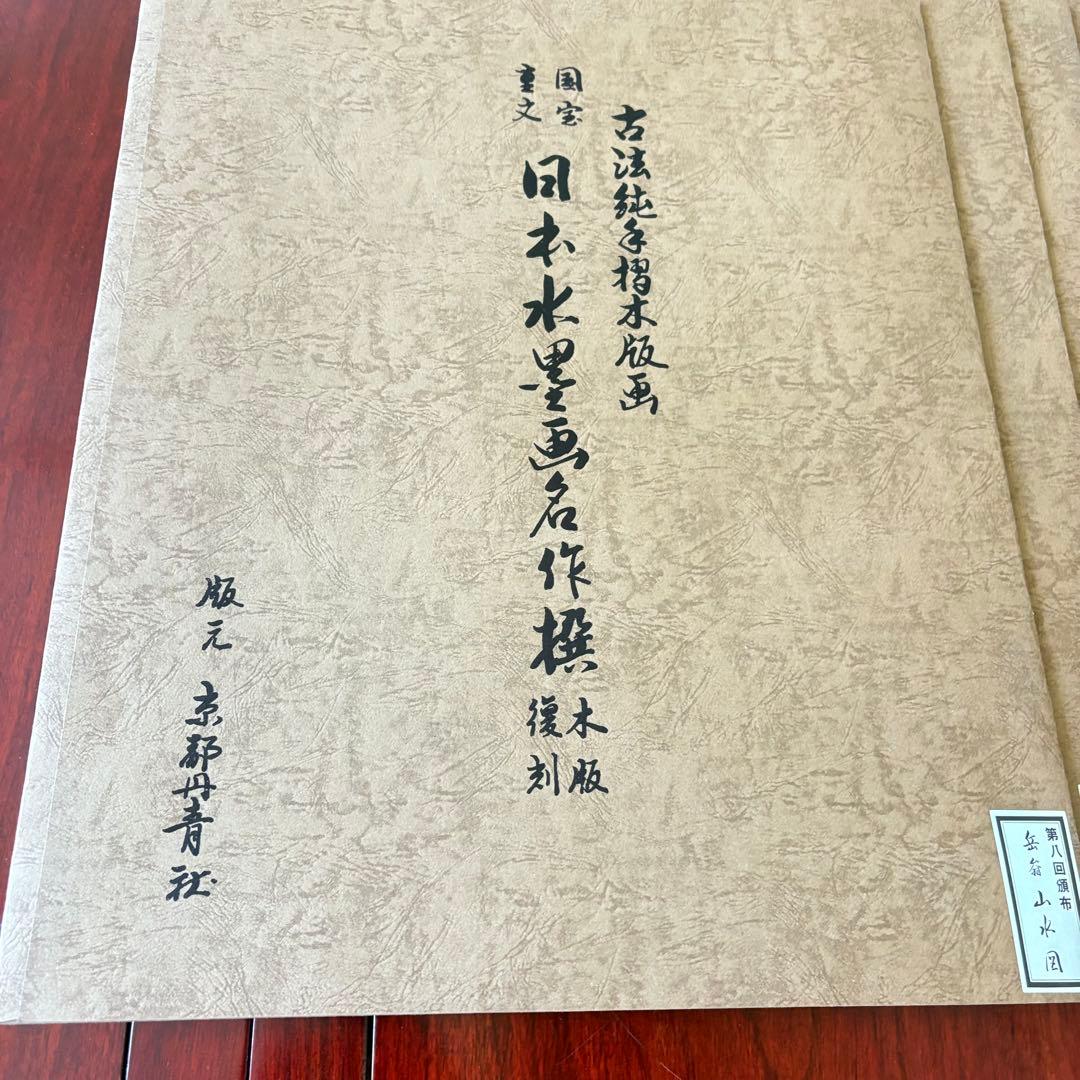 古法純手摺木版画
国宝
重文
日本水墨画名作撰
木版
復刻
版元 京都丹青社
第八回頒布
岳翁 山水図